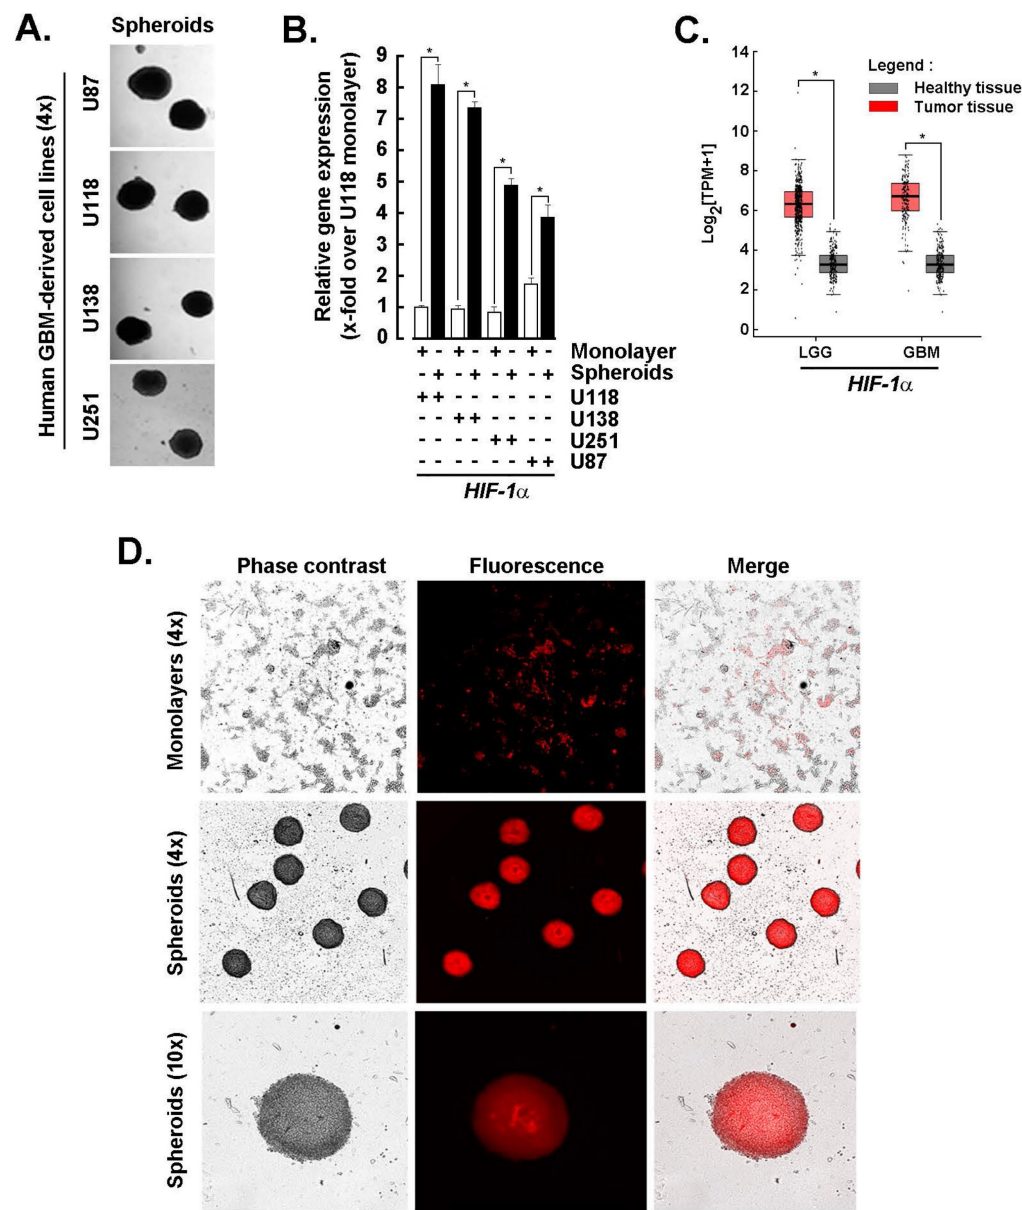 A.
Spheroids
Human GBM-derived cell lines (4x)
U87
U118
U138
U251
B.
Relative gene expression
(x-fold over U118 monolayer)
9
8
7
6
5
4
3
2
1
0
* * * *
+ - + - + - + - Monolayer
- + - + - + - + Spheroids
+ + - - - - - - U118
- - + + - - - - U138
- - - - + + - - U251
- - - - - - + + U87
HIF-1α
C.
Log2[TPM+1]
14
12
10
8
6
4
2
0
Legend :
Healthy tissue
Tumor tissue
* *
LGG GBM
HIF-1α
D.
Phase contrast Fluorescence Merge
Monolayers (4x)
Spheroids (4x)
Spheroids (10x)